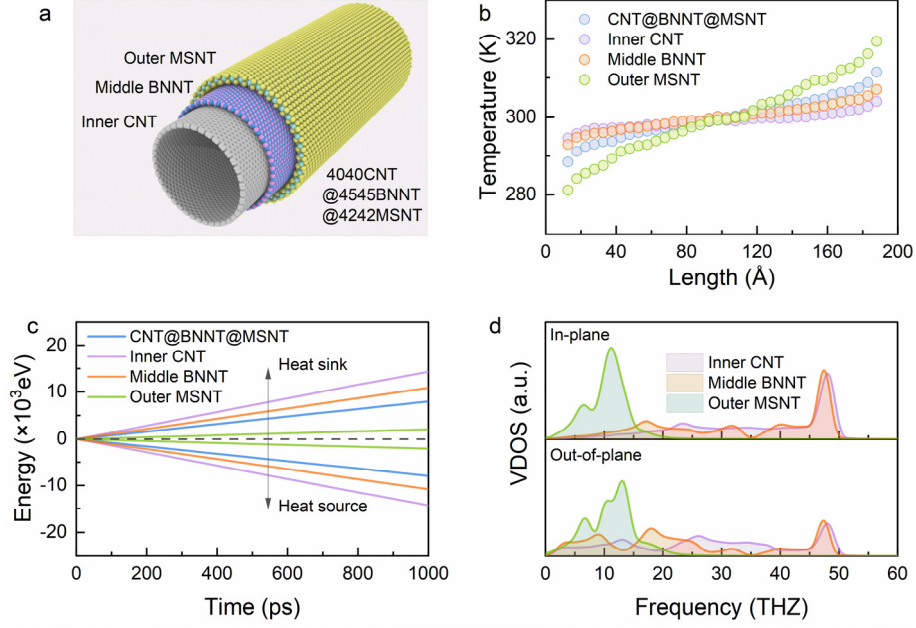 a
Outer MSNT
Middle BNNT
Inner CNT
4040CNT
@4545BNNT
@4242MSNT
b
CNT@BNNT@MSNT
Inner CNT
Middle BNNT
Outer MSNT
Temperature (K)
320
300
280
0 40 80 120 160 200
Length (Å)
c
CNT@BNNT@MSNT
Inner CNT
Middle BNNT
Outer MSNT
Heat sink
Heat source
Energy (×10³eV)
20
10
0
-10
-20
0 200 400 600 800 1000
Time (ps)
d
In-plane
Inner CNT
Middle BNNT
Outer MSNT
Out-of-plane
VDOS (a.u.)
0 10 20 30 40 50 60
Frequency (THZ)